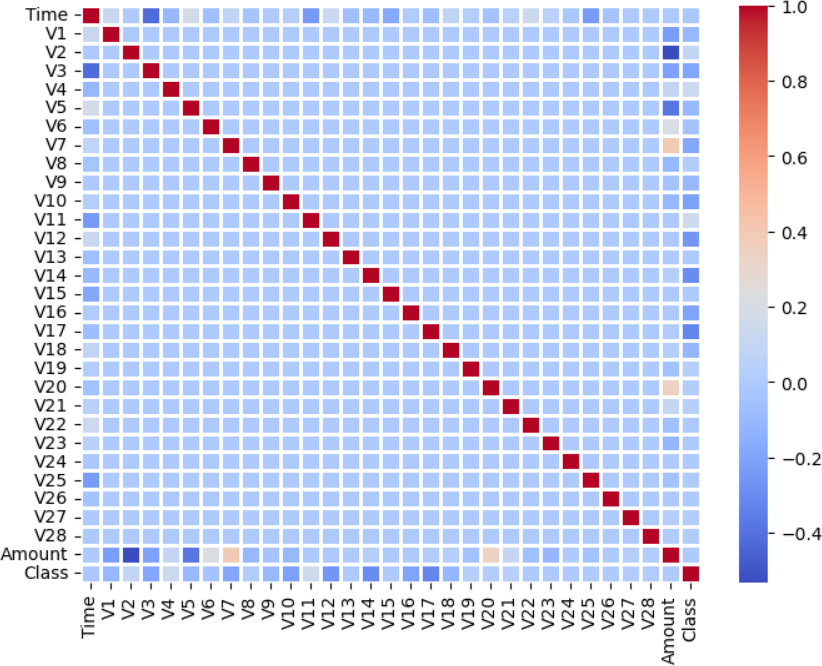 Time
V1
V2
V3
V4
V5
V6
V7
V8
V9
V10
V11
V12
V13
V14
V15
V16
V17
V18
V19
V20
V21
V22
V23
V24
V25
V26
V27
V28
Amount
Class
Time
V1
V2
V3
V4
V5
V6
V7
V8
V9
V10
V11
V12
V13
V14
V15
V16
V17
V18
V19
V20
V21
V22
V23
V24
V25
V26
V27
V28
Amount
Class
1.0
0.8
0.6
0.4
0.2
0.0
−0.2
−0.4